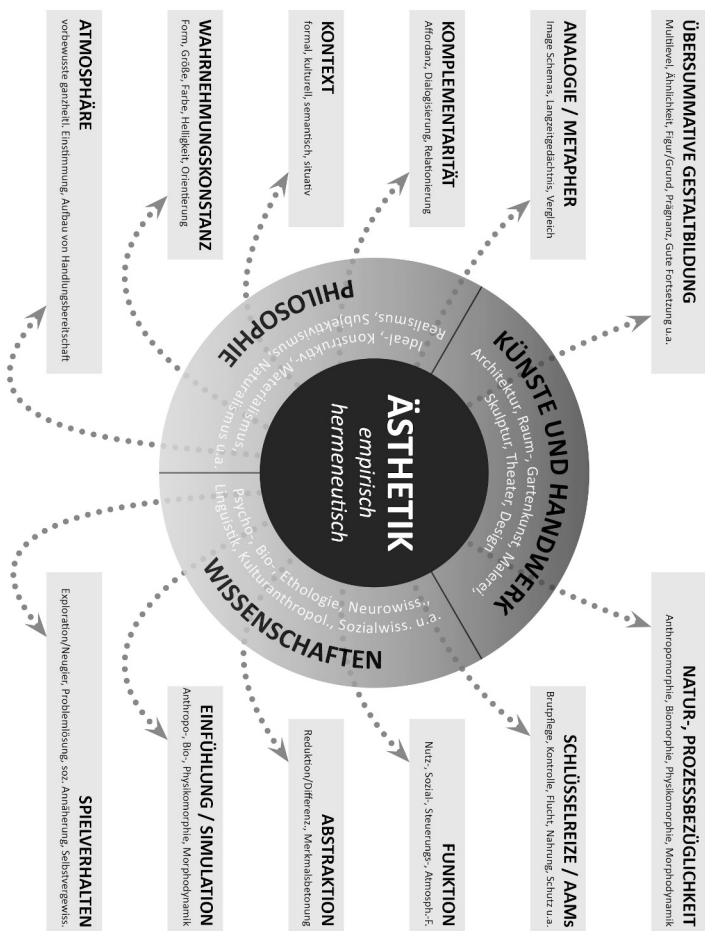 ÜBERSUMMATIVE GESTALTBILDUNG
Multilevel, Ähnlichkeit, Figur/Grund, Prägnanz, Gute Fortsetzung u.a.
ANALOGIE / METAPHER
Image Schemas, Langzeitgedächtnis, Vergleich
KOMPLEMENTARITÄT
Affordanz, Dialogisierung, Relationierung
KONTEXT
formal, kulturell, semantisch, situativ
WAHRNEHMUNGSKONSTANZ
Form, Größe, Farbe, Helligkeit, Orientierung
ATMOSPHÄRE
vorbewusste ganzheitl. Einstimmung, Aufbau von Handlungsbereitschaft
KÜNSTE UND HANDWERK
Architektur, Raum-, Gartenkunst, Malerei,
Skulptur, Theater, Design
PHILOSOPHIE
Realismus, Subjektivismus, Naturalismus u.a.
Ideal-, Konstruktiv-, Materialismus,
ÄSTHETIK
empirisch
hermeneutisch
Psycho-, Bio-, Ethologie, Neurowiss.,
Linguistik, Kulturanthropol., Sozialwiss. u.a.
WISSENSCHAFTEN
NATUR-, PROZESSBEZÜGLICHKEIT
Anthropomorphie, Biomorphie, Physikomorphie, Morphodynamik
SCHLÜSSELREIZE / AAMs
Brutpflege, Kontrolle, Flucht, Nahrung, Schutz u.a.
FUNKTION
Nutz-, Sozial-, Steuerungs-, Atmosph.-F.
ABSTRAKTION
Reduktion/Differenz., Merkmalsbetonung
EINFÜHLUNG / SIMULATION
Anthropo-, Bio-, Physikomorphie, Morphodynamik
SPIELVERHALTEN
Exploration/Neugier, Problemlösung, soz. Annäherung, Selbstvergewiss.